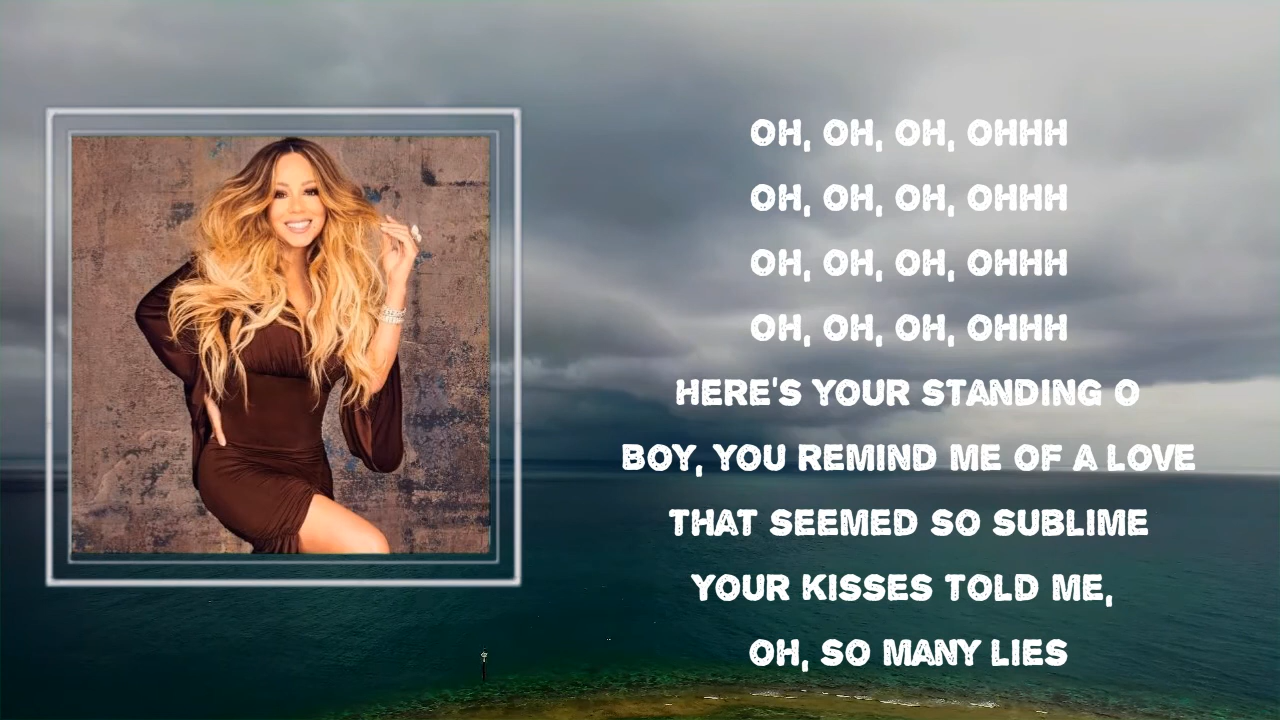 OH, OH, OH, OHHH
OH, OH, OH, OHHH
OH, OH, OH, OHHH
OH, OH, OH, OHHH
HERE'S YOUR STANDING O
BOY, YOU REMIND ME OF A LOVE
THAT SEEMED SO SUBLIME
YOUR KISSES TOLD ME,
OH, SO MANY LIES